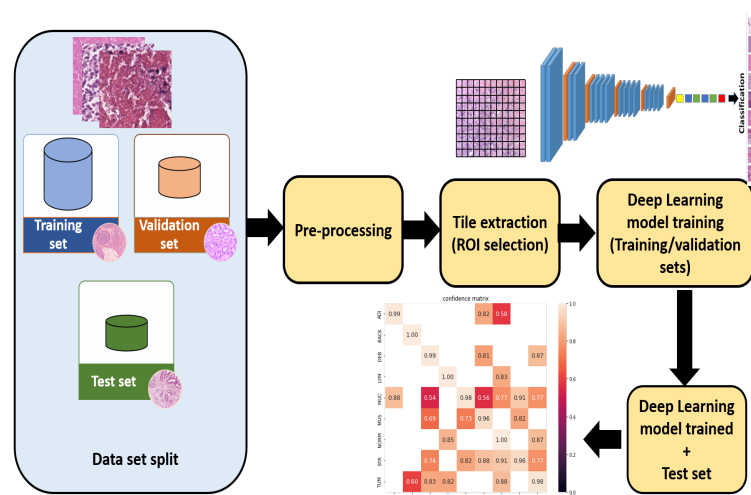 Classification
Training
set
Validation
set
Test set
Data set split
Pre-processing
Tile extraction
(ROI selection)
Deep Learning
model training
(Training/validation
sets)
Deep Learning
model trained
+
Test set
confidence matrix
ADI 0.99 0.82 0.58
BACK 1.00
DEB 0.99 0.81 0.87
LYM 1.00 0.83
MUC 0.88 0.54 0.98 0.56 0.77 0.91 0.77
MUS 0.69 0.73 0.96 0.82
NORM 0.85 1.00 0.87
STR 0.74 0.82 0.88 0.91 0.96 0.77
TUM 0.60 0.83 0.82 0.88 0.98
1.0
0.8
0.6
0.4
0.2
0.0